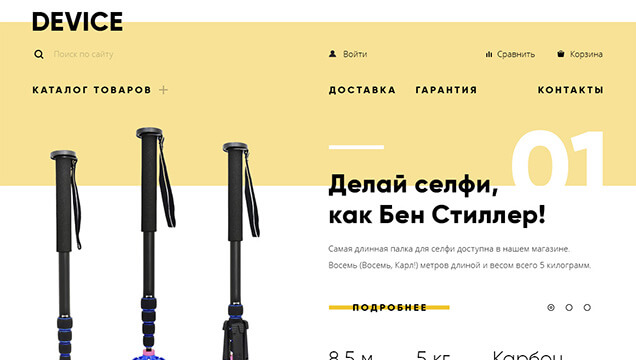 DEVICE
Поиск по сайту
Войти
Сравнить
Корзина
КАТАЛОГ ТОВАРОВ +
ДОСТАВКА
ГАРАНТИЯ
КОНТАКТЫ
01
Делай селфи,
как Бен Стиллер!
Самая длинная палка для селфи доступна в нашем магазине.
Восемь (Восемь, Карл!) метров длиной и весом всего 5 килограмм.
ПОДРОБНЕЕ
8,5 м
5 кг
Карбон